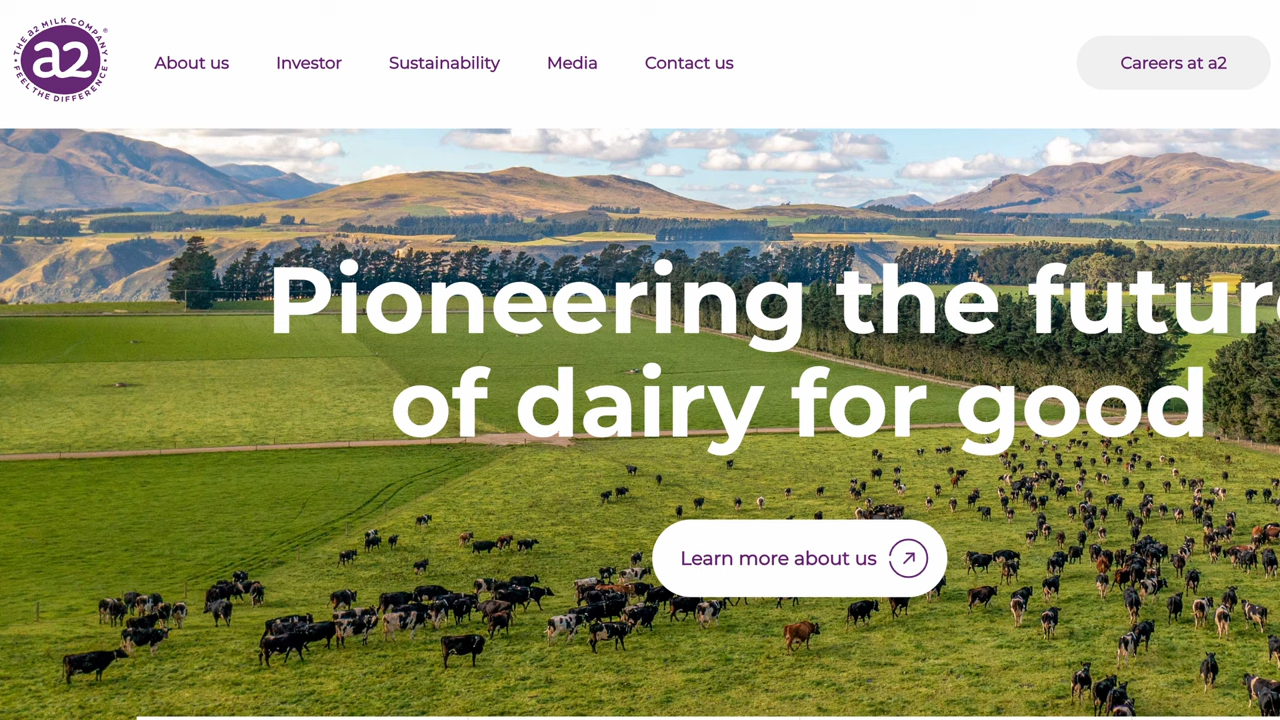 THE a2 MILK COMPANY
®
a2
FEEL THE DIFFERENCE
About us
Investor
Sustainability
Media
Contact us
Careers at a2
Pioneering the futur
of dairy for good
Learn more about us